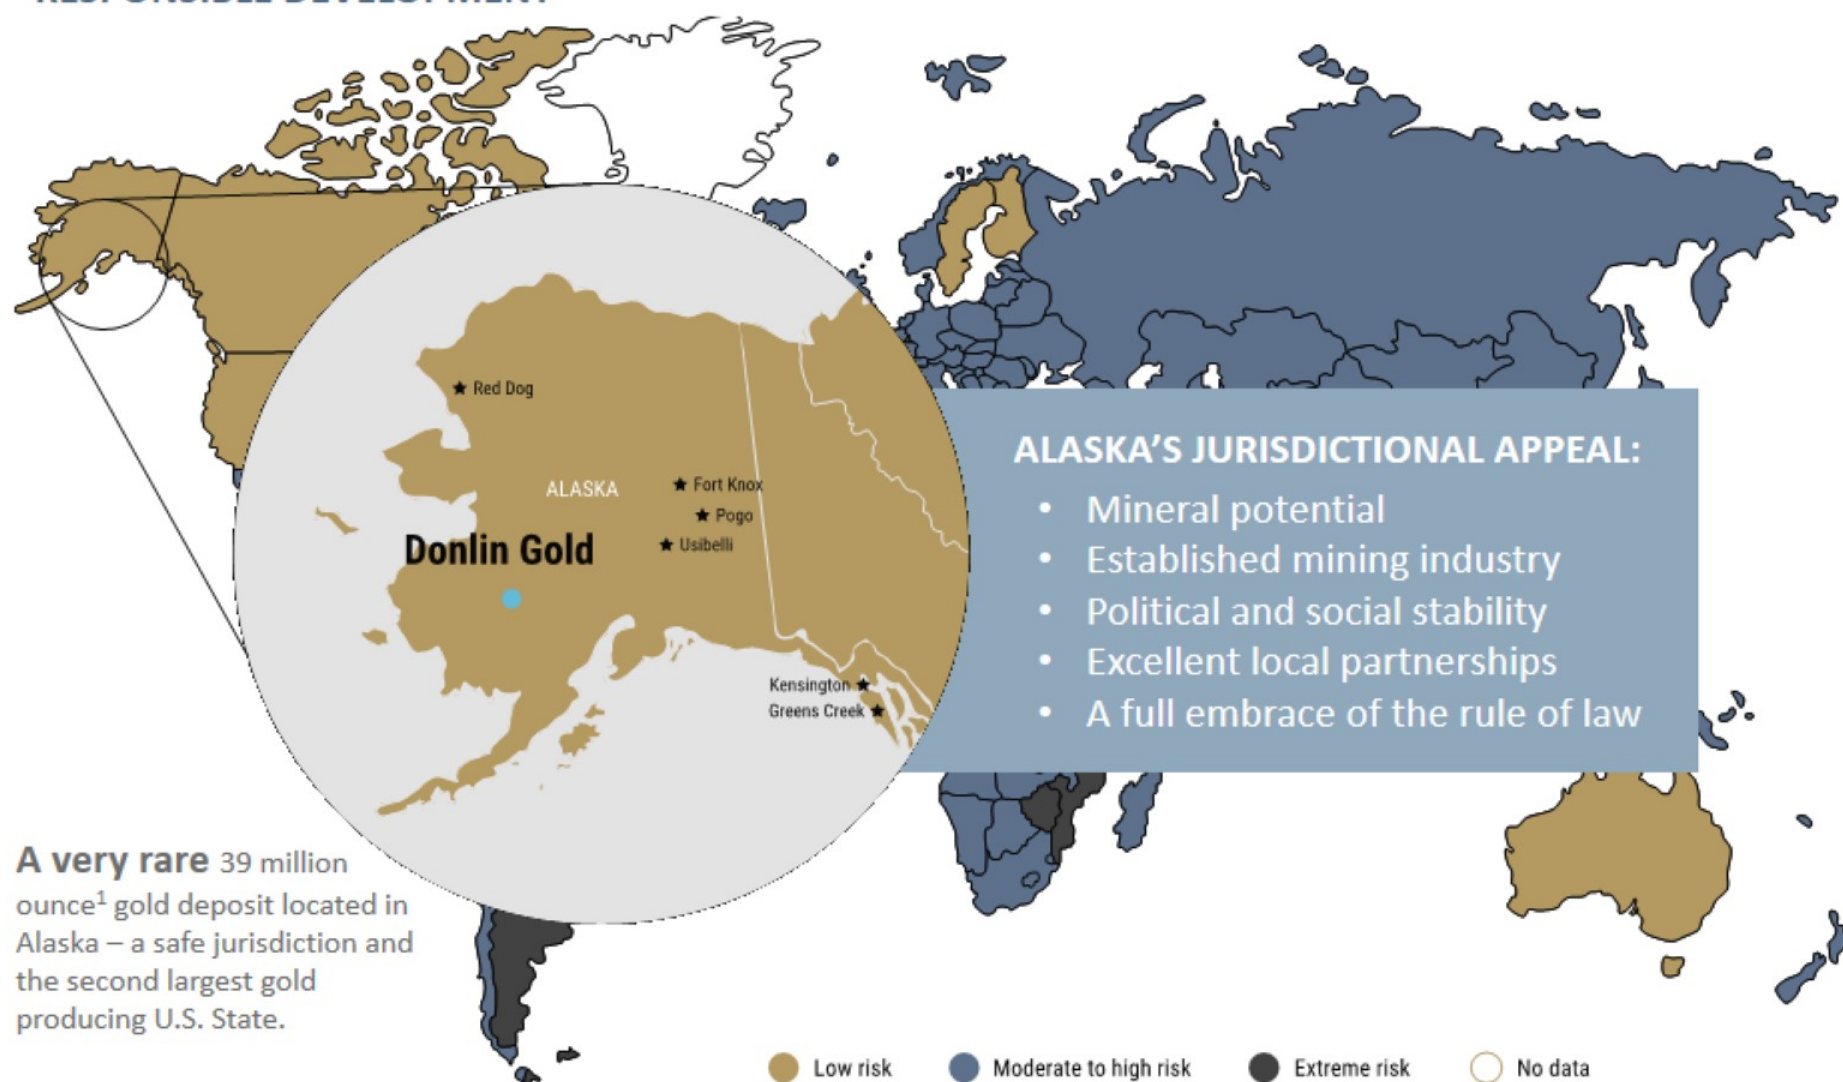 RESPONSIBLE DEVELOPMENT
Red Dog
ALASKA
Fort Knox
Pogo
Usibelli
Donlin Gold
Kensington
Greens Creek
ALASKA’S JURISDICTIONAL APPEAL:
• Mineral potential
• Established mining industry
• Political and social stability
• Excellent local partnerships
• A full embrace of the rule of law
A very rare 39 million
ounce¹ gold deposit located in
Alaska – a safe jurisdiction and
the second largest gold
producing U.S. State.
Low risk
Moderate to high risk
Extreme risk
No data